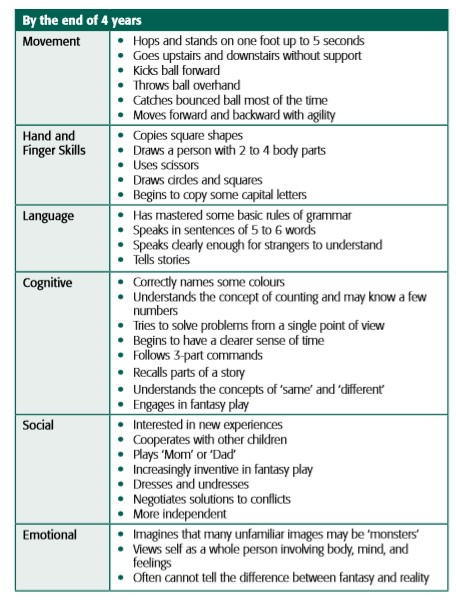 By the end of 4 years
Movement
• Hops and stands on one foot up to 5 seconds
• Goes upstairs and downstairs without support
• Kicks ball forward
• Throws ball overhand
• Catches bounced ball most of the time
• Moves forward and backward with agility
Hand and
Finger Skills
• Copies square shapes
• Draws a person with 2 to 4 body parts
• Uses scissors
• Draws circles and squares
• Begins to copy some capital letters
Language
• Has mastered some basic rules of grammar
• Speaks in sentences of 5 to 6 words
• Speaks clearly enough for strangers to understand
• Tells stories
Cognitive
• Correctly names some colours
• Understands the concept of counting and may know a few
numbers
• Tries to solve problems from a single point of view
• Begins to have a clearer sense of time
• Follows 3-part commands
• Recalls parts of a story
• Understands the concepts of ‘same’ and ‘different’
• Engages in fantasy play
Social
• Interested in new experiences
• Cooperates with other children
• Plays ‘Mom’ or ‘Dad’
• Increasingly inventive in fantasy play
• Dresses and undresses
• Negotiates solutions to conflicts
• More independent
Emotional
• Imagines that many unfamiliar images may be ‘monsters’
• Views self as a whole person involving body, mind, and
feelings
• Often cannot tell the difference between fantasy and reality